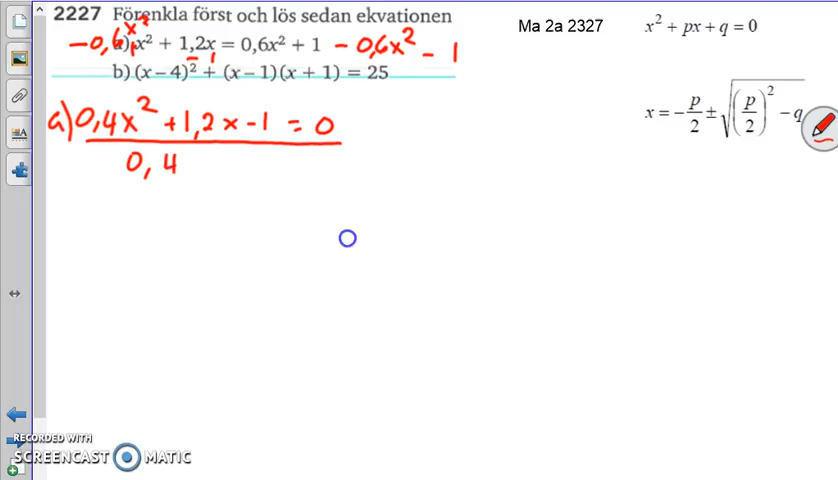 2227 Förenkla först och lös sedan ekvationen
a) x² + 1,2x = 0,6x² + 1 - 0,6x² - 1
-0,6x² - 1
b) (x – 4)² + (x – 1)(x + 1) = 25
a) 0,4x² + 1,2x - 1 = 0
0,4
Ma 2a 2327
x² + px + q = 0
x = -p/2 ± √((p/2)² - q)
RECORDED WITH
SCREENCAST MATIC